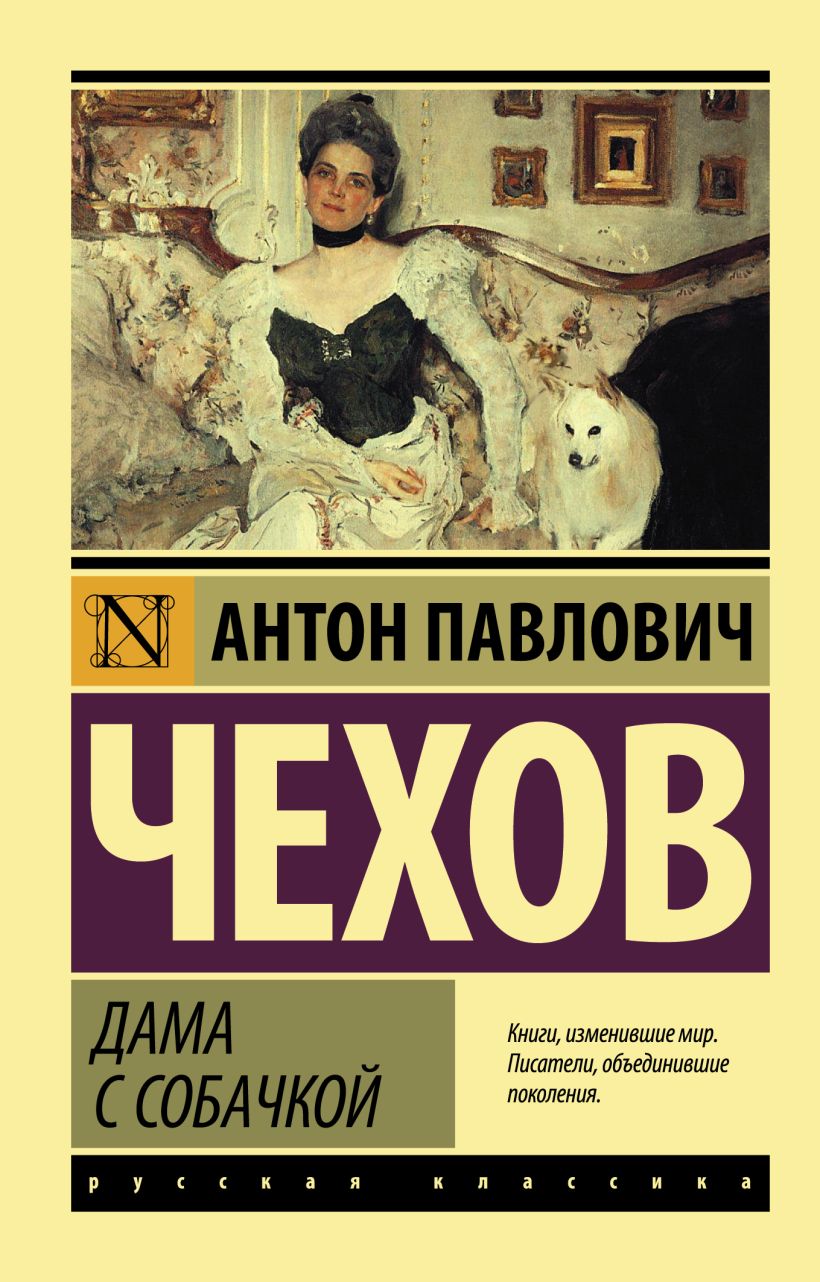 N
АНТОН ПАВЛОВИЧ
ЧЕХОВ
ДАМА
С СОБАЧКОЙ
Книги, изменившие мир.
Писатели, объединившие
поколения.
русская классика